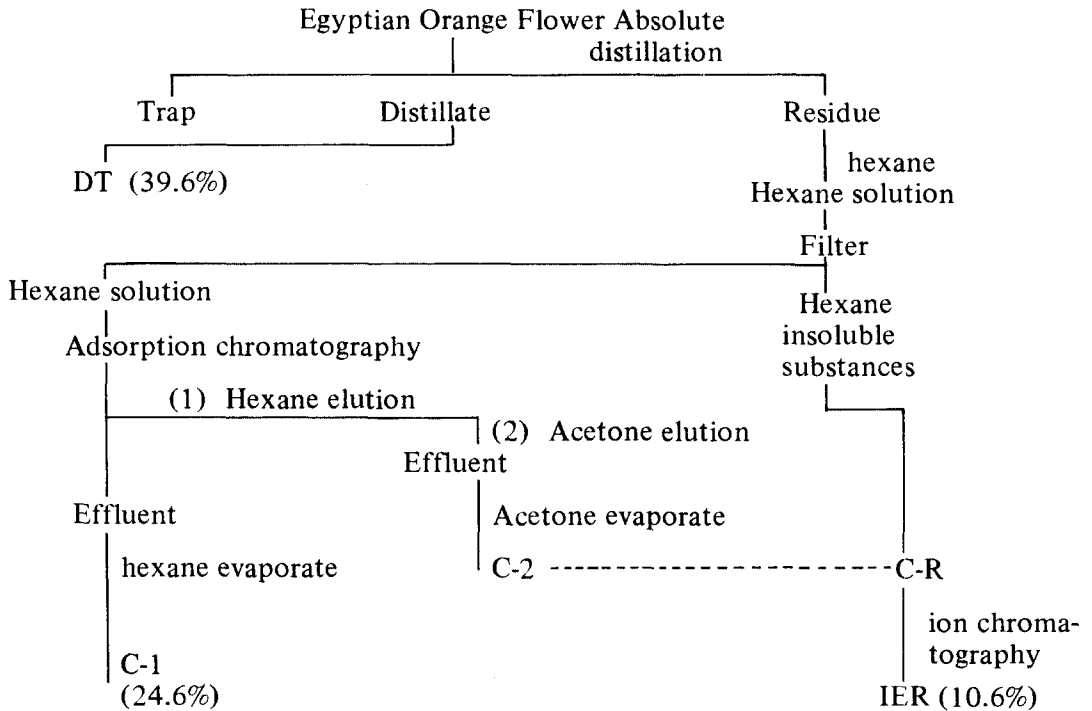 Egyptian Orange Flower Absolute
distillation
Trap
Distillate
Residue
DT (39.6%)
hexane
Hexane solution
Filter
Hexane solution
Hexane
insoluble
substances
Adsorption chromatography
(1) Hexane elution
(2) Acetone elution
Effluent
Effluent
Acetone evaporate
hexane evaporate
C-2
C-R
ion chroma-
tography
C-1
(24.6%)
IER (10.6%)